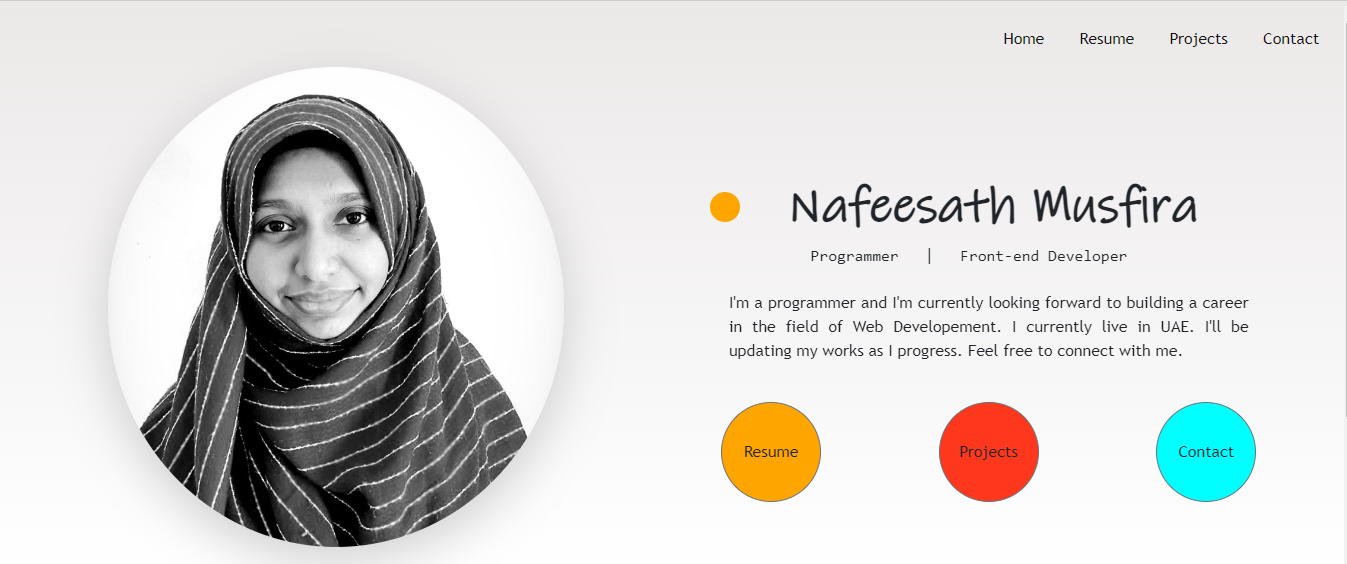 Home Resume Projects Contact
Nafeesath Musfira
Programmer | Front-end Developer
I'm a programmer and I'm currently looking forward to building a career
in the field of Web Developement. I currently live in UAE. I'll be
updating my works as I progress. Feel free to connect with me.
Resume Projects Contact